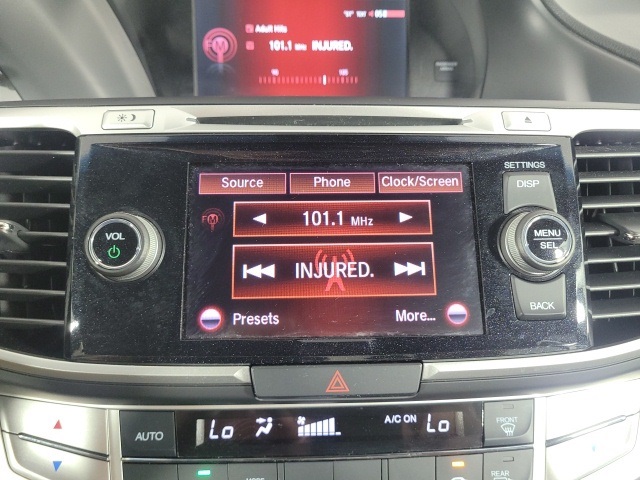 Adult Hits
101.1 MHz INJURED.
SETTINGS
Source Phone Clock/Screen
DISP
VOL
FM
101.1 MHz
MENU
SEL
INJURED.
BACK
Presets More...
AUTO
Lo
A/C ON
Lo
FRONT
REAR
MODE